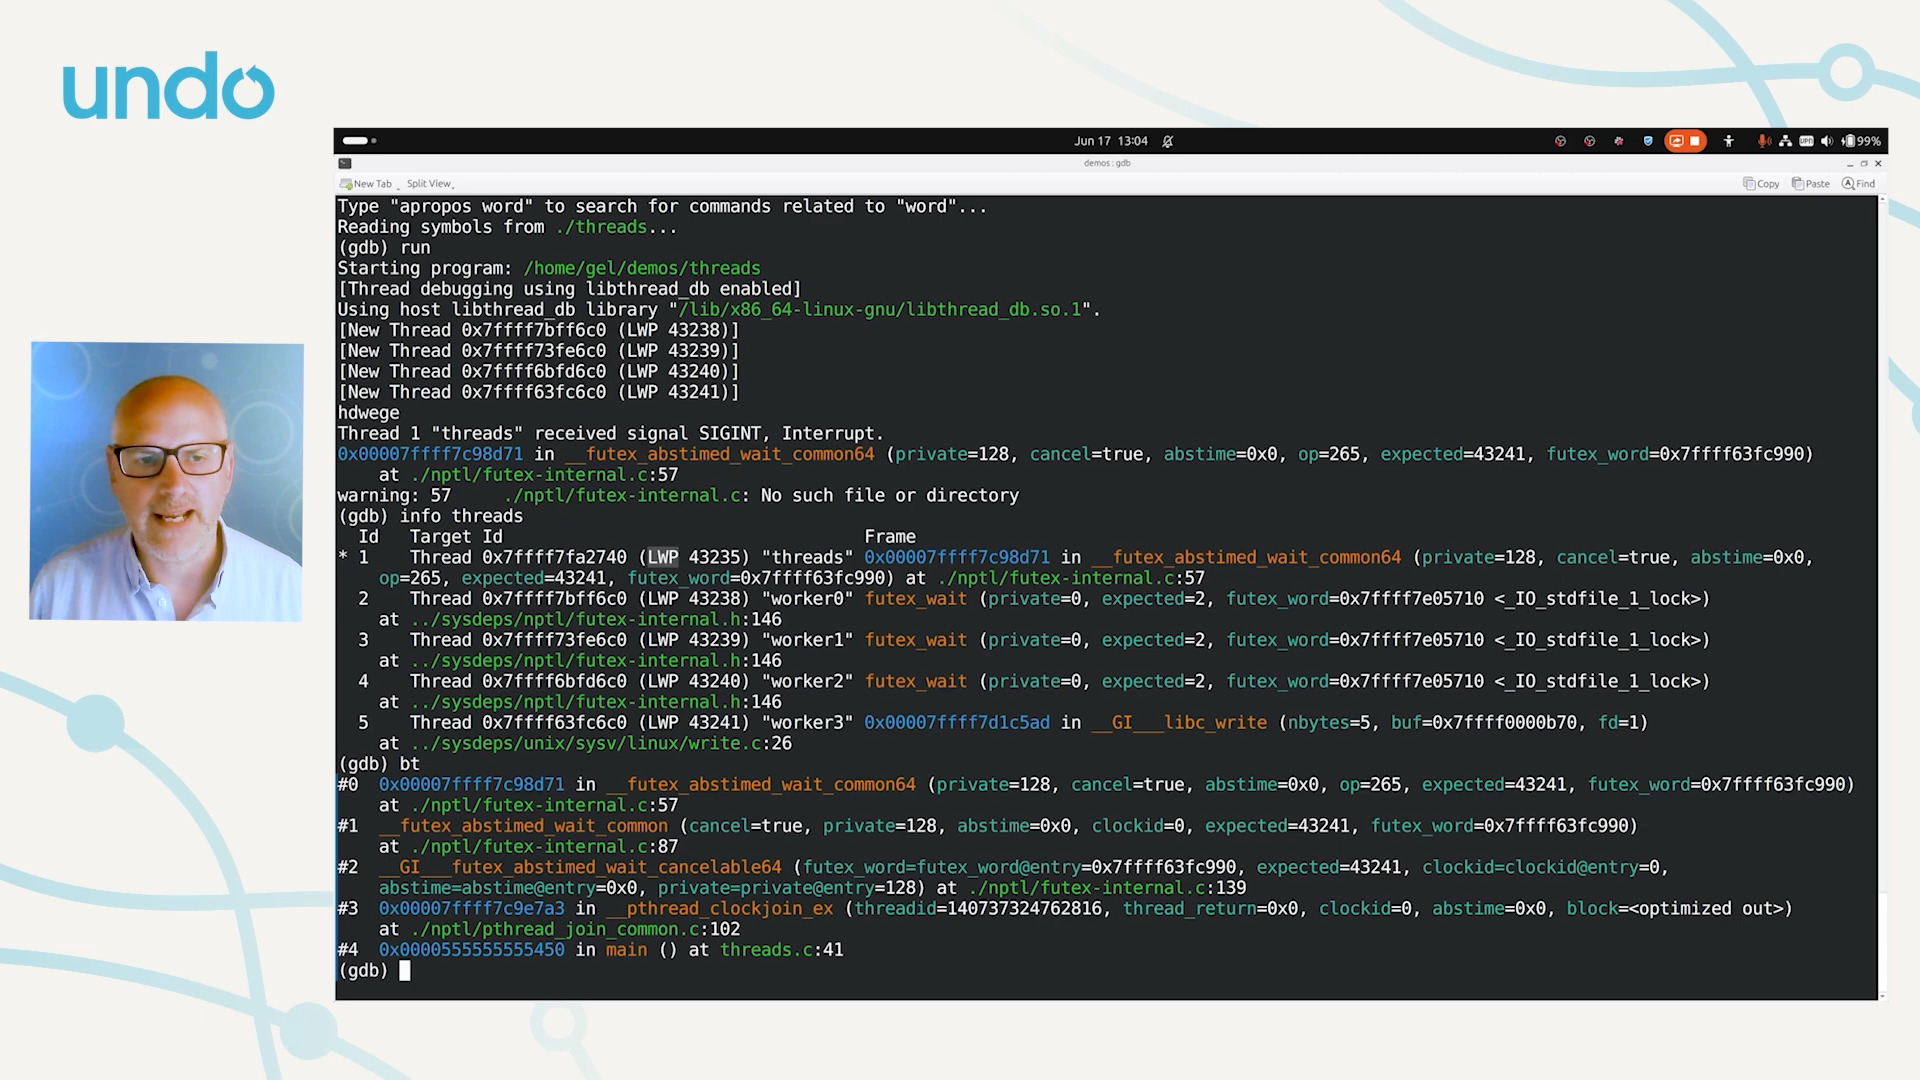 undo
Jun 17 13:04
99%
demos : gdb
New Tab Split View Copy Paste Find
Type "apropos word" to search for commands related to "word"...
Reading symbols from ./threads...
(gdb) run
Starting program: /home/gel/demos/threads
[Thread debugging using libthread_db enabled]
Using host libthread_db library "/lib/x86_64-linux-gnu/libthread_db.so.1".
[New Thread 0x7ffff7bff6c0 (LWP 43238)]
[New Thread 0x7ffff73fe6c0 (LWP 43239)]
[New Thread 0x7ffff6bfd6c0 (LWP 43240)]
[New Thread 0x7ffff63fc6c0 (LWP 43241)]
hdwege
Thread 1 "threads" received signal SIGINT, Interrupt.
0x00007ffff7c98d71 in __futex_abstimed_wait_common64 (private=128, cancel=true, abstime=0x0, op=265, expected=43241, futex_word=0x7ffff63fc990)
at ./nptl/futex-internal.c:57
warning: 57 ./nptl/futex-internal.c: No such file or directory
(gdb) info threads
Id Target Id Frame
* 1 Thread 0x7ffff7fa2740 (LWP 43235) "threads" 0x00007ffff7c98d71 in __futex_abstimed_wait_common64 (private=128, cancel=true, abstime=0x0,
op=265, expected=43241, futex_word=0x7ffff63fc990) at ./nptl/futex-internal.c:57
2 Thread 0x7ffff7bff6c0 (LWP 43238) "worker0" futex_wait (private=0, expected=2, futex_word=0x7ffff7e05710 <_IO_stdfile_1_lock>)
at ../sysdeps/nptl/futex-internal.h:146
3 Thread 0x7ffff73fe6c0 (LWP 43239) "worker1" futex_wait (private=0, expected=2, futex_word=0x7ffff7e05710 <_IO_stdfile_1_lock>)
at ../sysdeps/nptl/futex-internal.h:146
4 Thread 0x7ffff6bfd6c0 (LWP 43240) "worker2" futex_wait (private=0, expected=2, futex_word=0x7ffff7e05710 <_IO_stdfile_1_lock>)
at ../sysdeps/nptl/futex-internal.h:146
5 Thread 0x7ffff63fc6c0 (LWP 43241) "worker3" 0x00007ffff7d1c5ad in __GI___libc_write (nbytes=5, buf=0x7ffff0000b70, fd=1)
at ../sysdeps/unix/sysv/linux/write.c:26
(gdb) bt
#0 0x00007ffff7c98d71 in __futex_abstimed_wait_common64 (private=128, cancel=true, abstime=0x0, op=265, expected=43241, futex_word=0x7ffff63fc990)
at ./nptl/futex-internal.c:57
#1 __futex_abstimed_wait_common (cancel=true, private=128, abstime=0x0, clockid=0, expected=43241, futex_word=0x7ffff63fc990)
at ./nptl/futex-internal.c:87
#2 __GI___futex_abstimed_wait_cancelable64 (futex_word=futex_word@entry=0x7ffff63fc990, expected=43241, clockid=clockid@entry=0,
abstime=abstime@entry=0x0, private=private@entry=128) at ./nptl/futex-internal.c:139
#3 0x00007ffff7c9e7a3 in __pthread_clockjoin_ex (threadid=140737324762816, thread_return=0x0, clockid=0, abstime=0x0, block=<optimized out>)
at ./nptl/pthread_join_common.c:102
#4 0x0000555555555450 in main () at threads.c:41
(gdb)